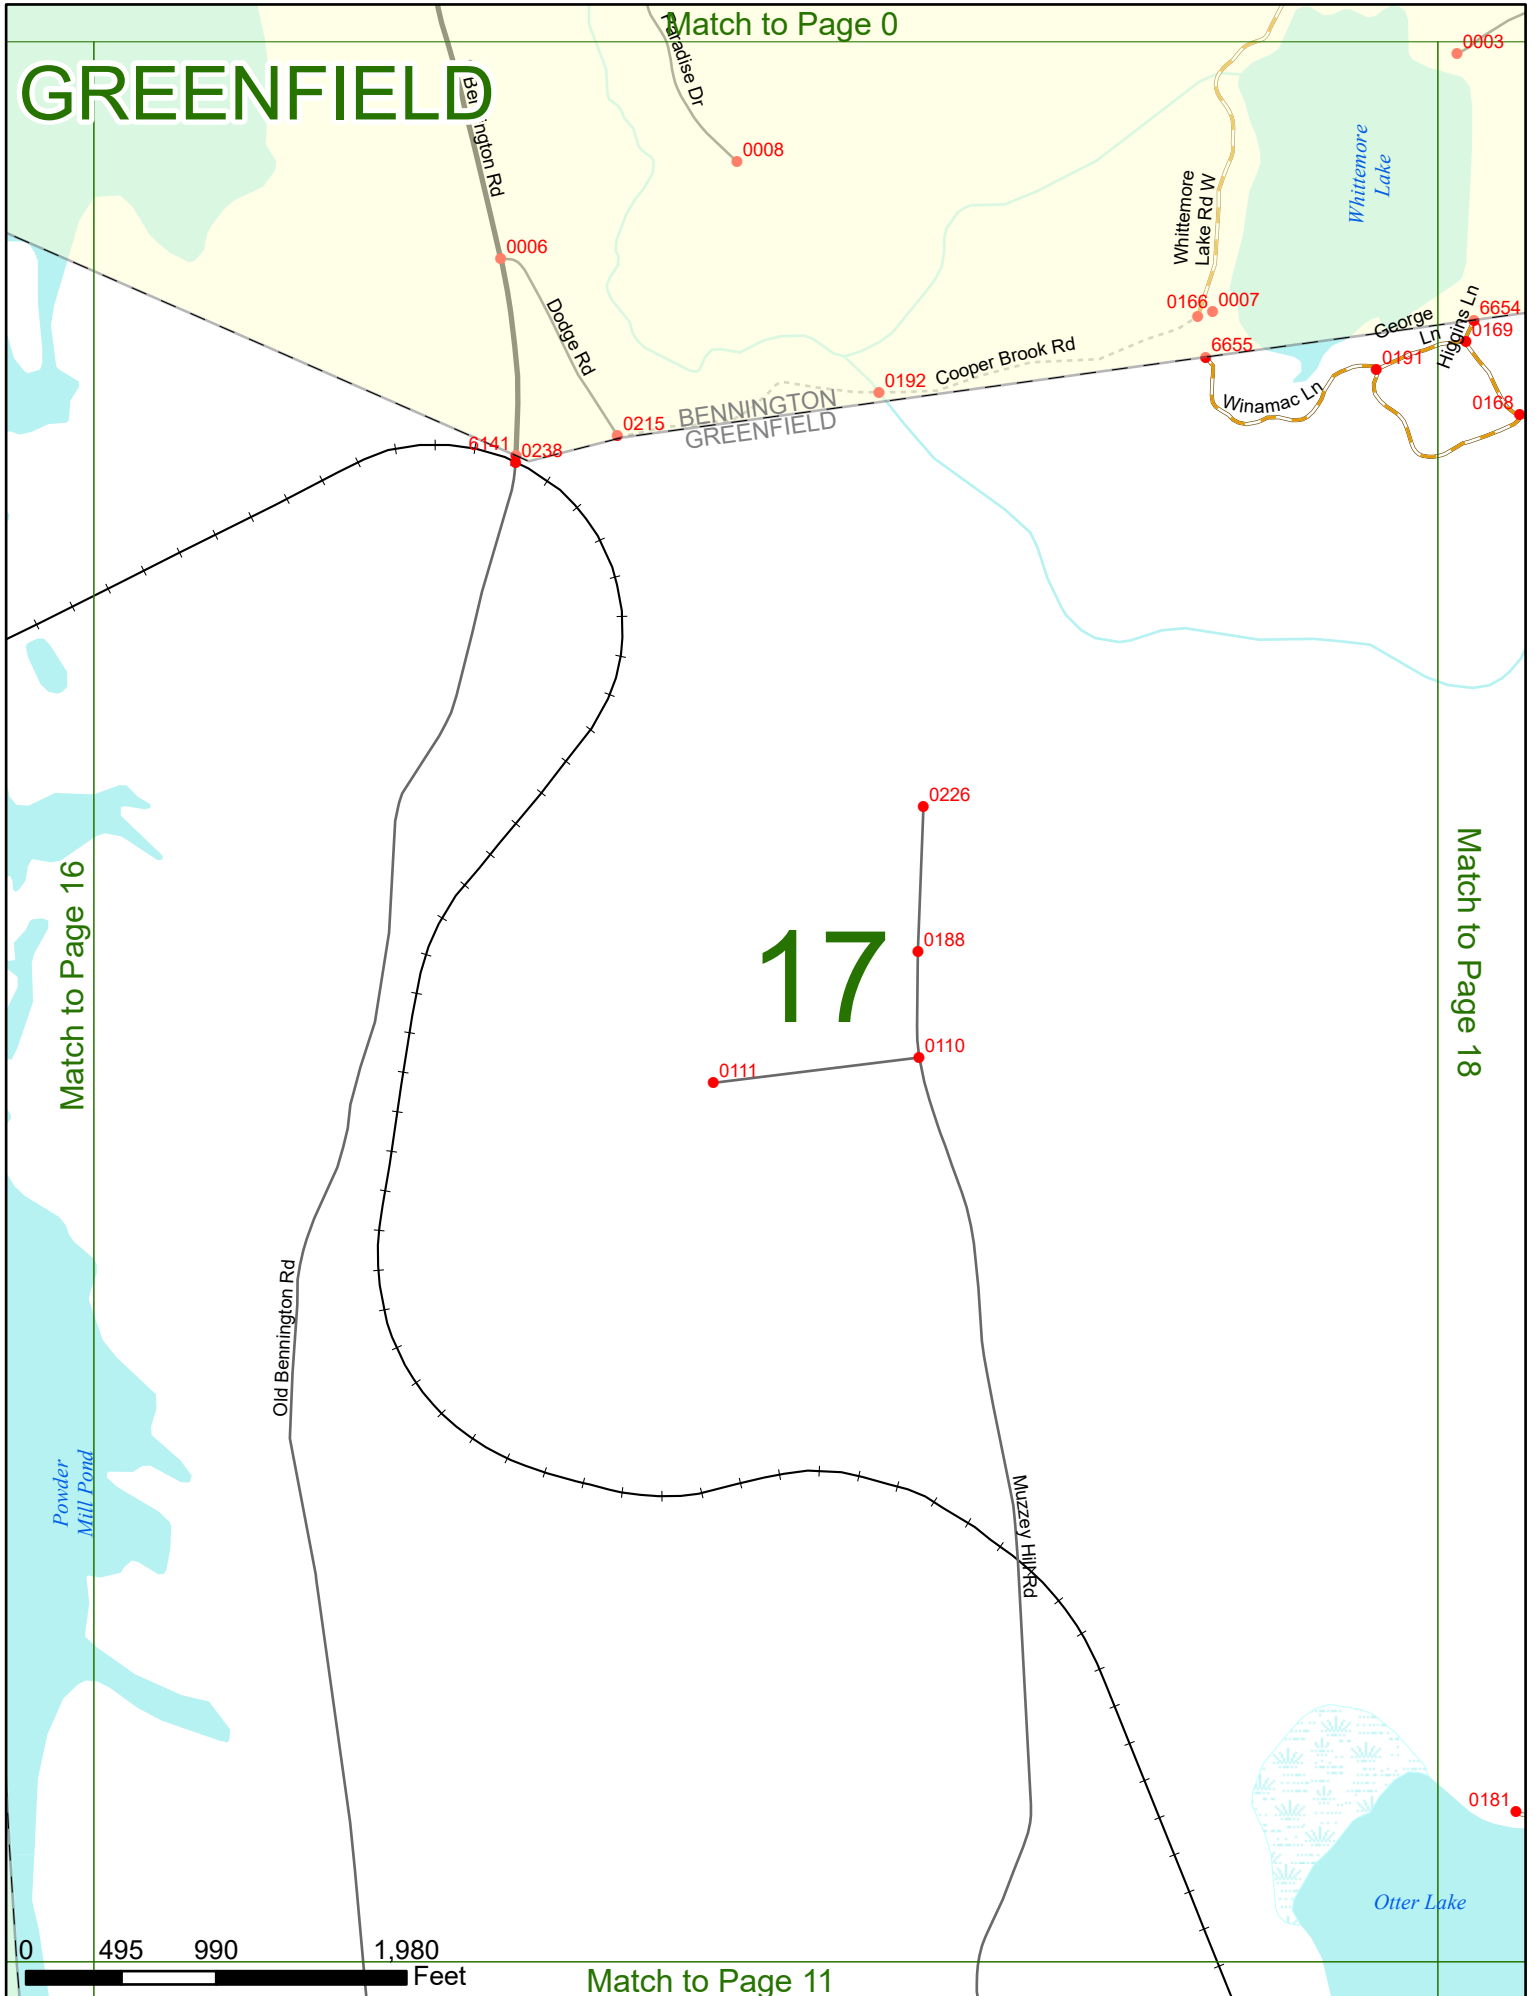 Match to Page 0
GREENFIELD
Paradise Dr
0003
0008
Whittemore
Lake
Whittemore
Lake Rd W
0006
Dodge Rd
0166
0007
6654
George
Ln
Higgins Ln
0169
6655
0191
Cooper Brook Rd
0192
Winamac Ln
0168
BENNINGTON
GREENFIELD
0215
6141
0238
0226
Match to Page 16
17
Match to Page 18
0188
0110
0111
Old Bennington Rd
Powder
Mill Pond
Muzzey Hill Rd
0181
Otter Lake
0 495 990 1,980
Feet
Match to Page 11